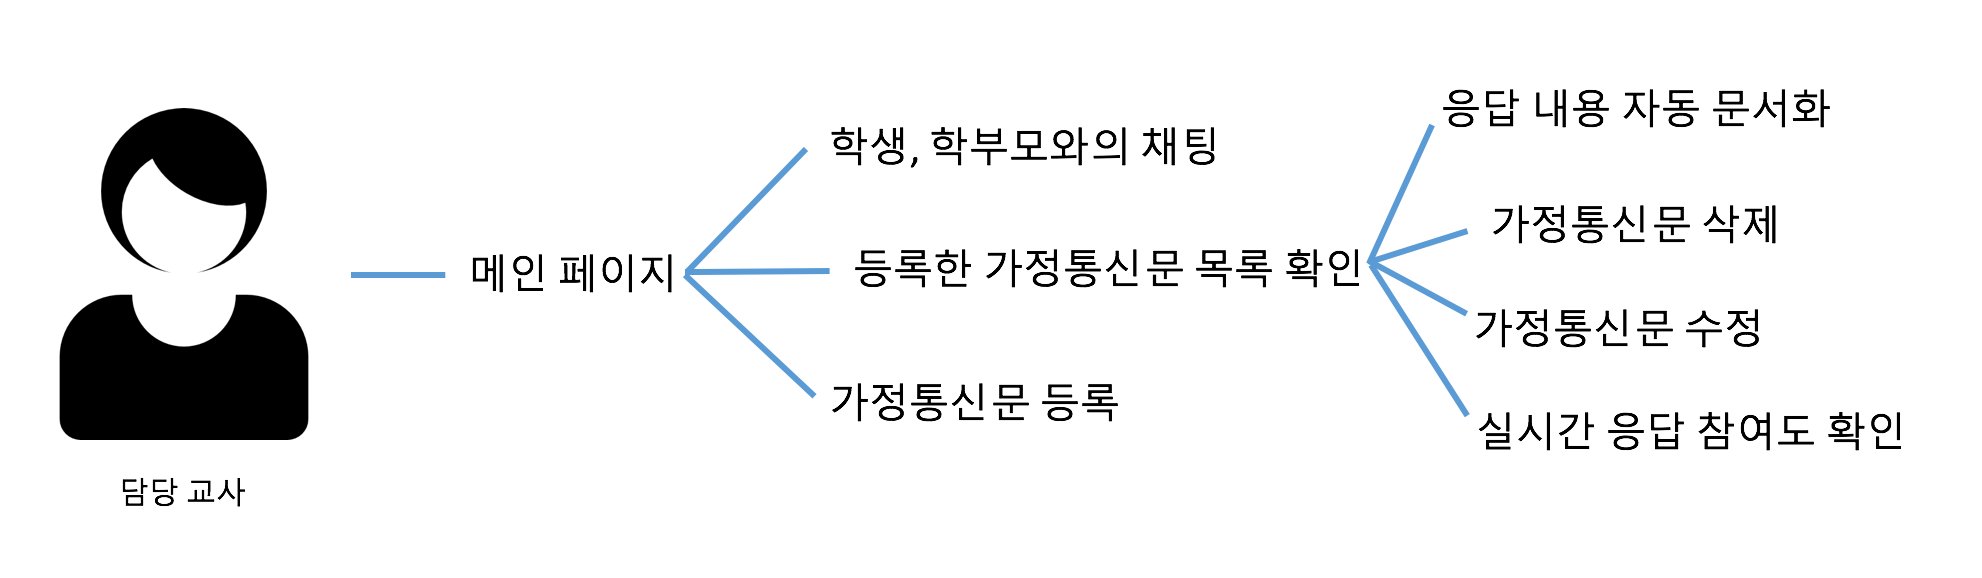 담당 교사
메인 페이지
학생, 학부모와의 채팅
등록한 가정통신문 목록 확인
가정통신문 등록
응답 내용 자동 문서화
가정통신문 삭제
가정통신문 수정
실시간 응답 참여도 확인